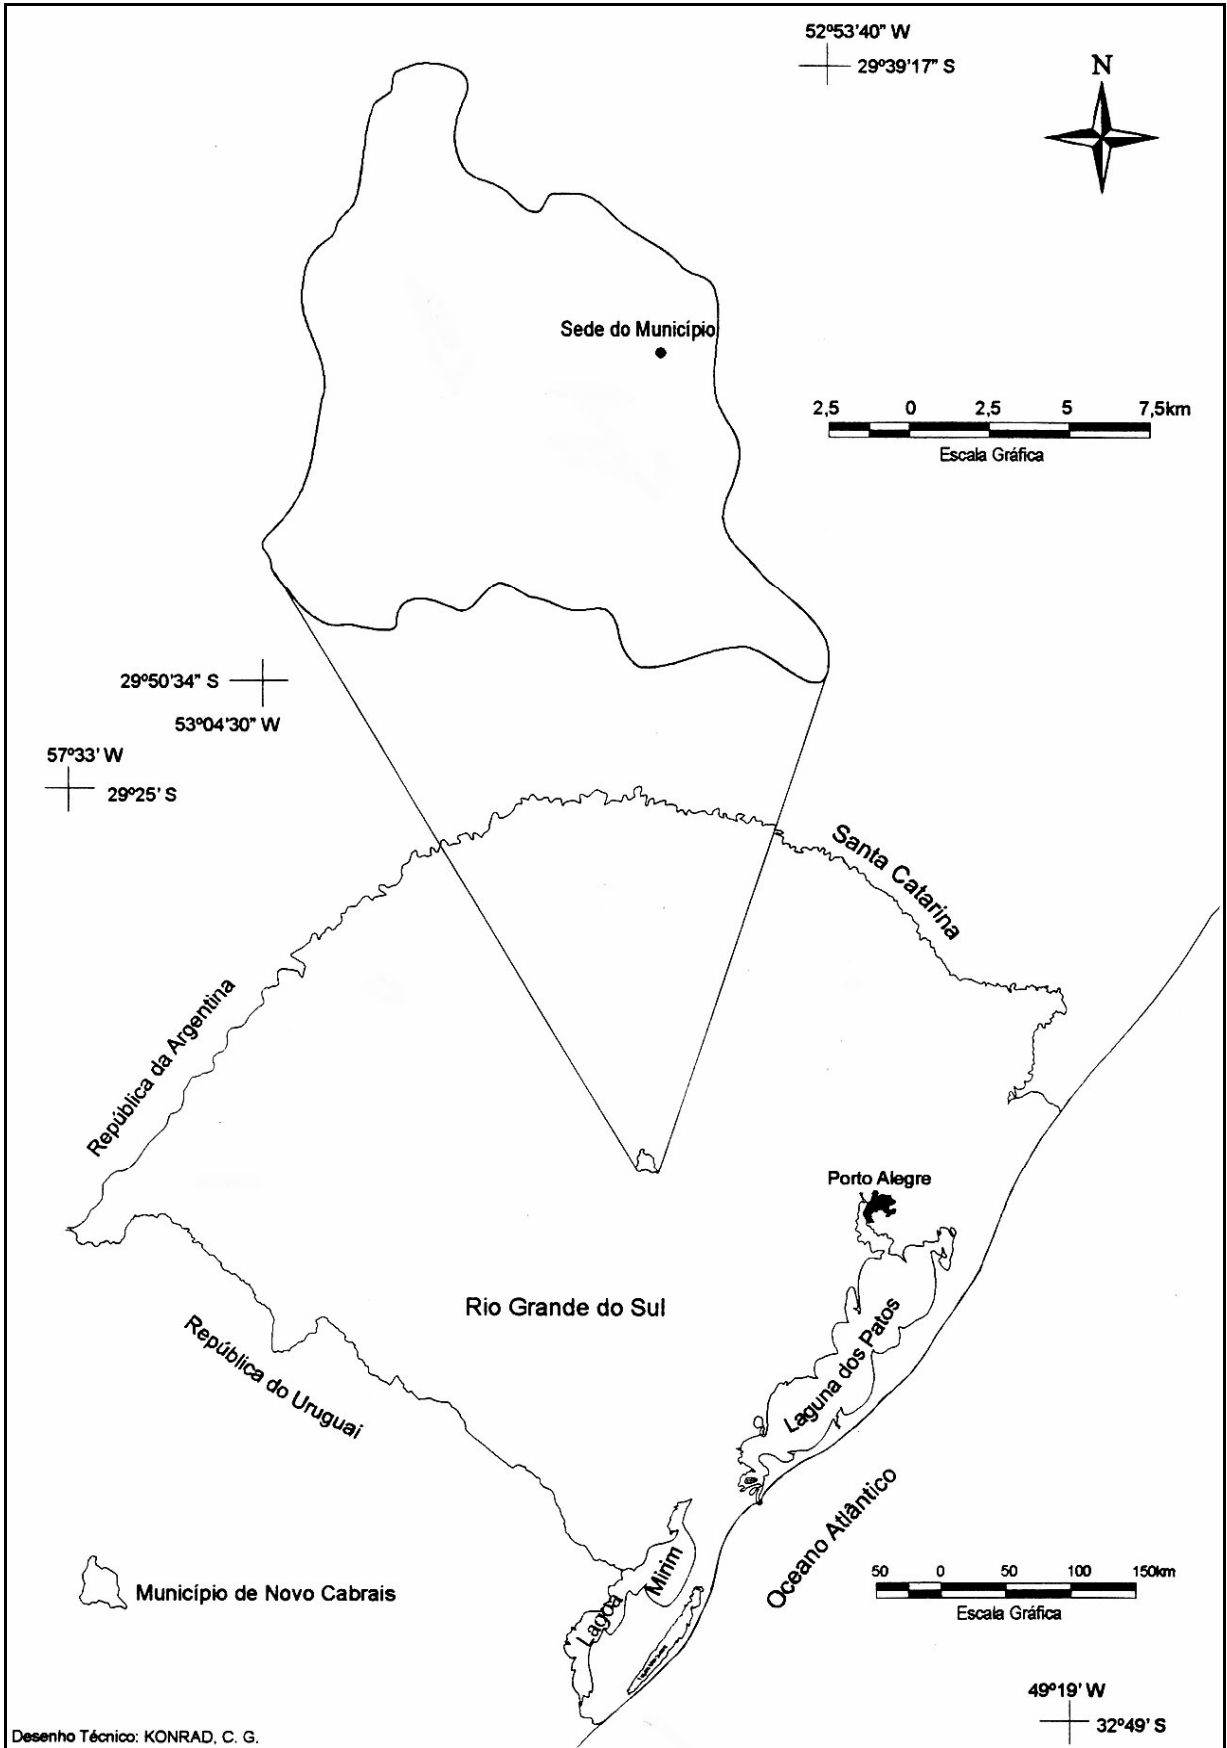 52º53'40" W
29º39'17" S
N
Sede do Município
2,5 0 2,5 5 7,5km
Escala Gráfica
29º50'34" S
53º04'30" W
57º33' W
29º25' S
Santa Catarina
República da Argentina
Porto Alegre
Rio Grande do Sul
República do Uruguai
Laguna dos Patos
Oceano Atlântico
Lagoa Mirim
Município de Novo Cabrais
50 0 50 100 150km
Escala Gráfica
49º19' W
32º49' S
Desenho Técnico: KONRAD, C. G.